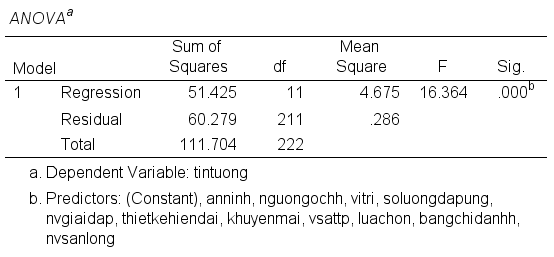 ANOVAa
Sum of Mean
Model Squares df Square F Sig.
1 Regression 51.425 11 4.675 16.364 .000b
Residual 60.279 211 .286
Total 111.704 222
a. Dependent Variable: tintuong
b. Predictors: (Constant), anninh, nguongochh, vitri, soluongdapung,
nvgiaidap, thietkehiendai, khuyenmai, vsattp, luachon, bangchidanhh,
nvsanlong